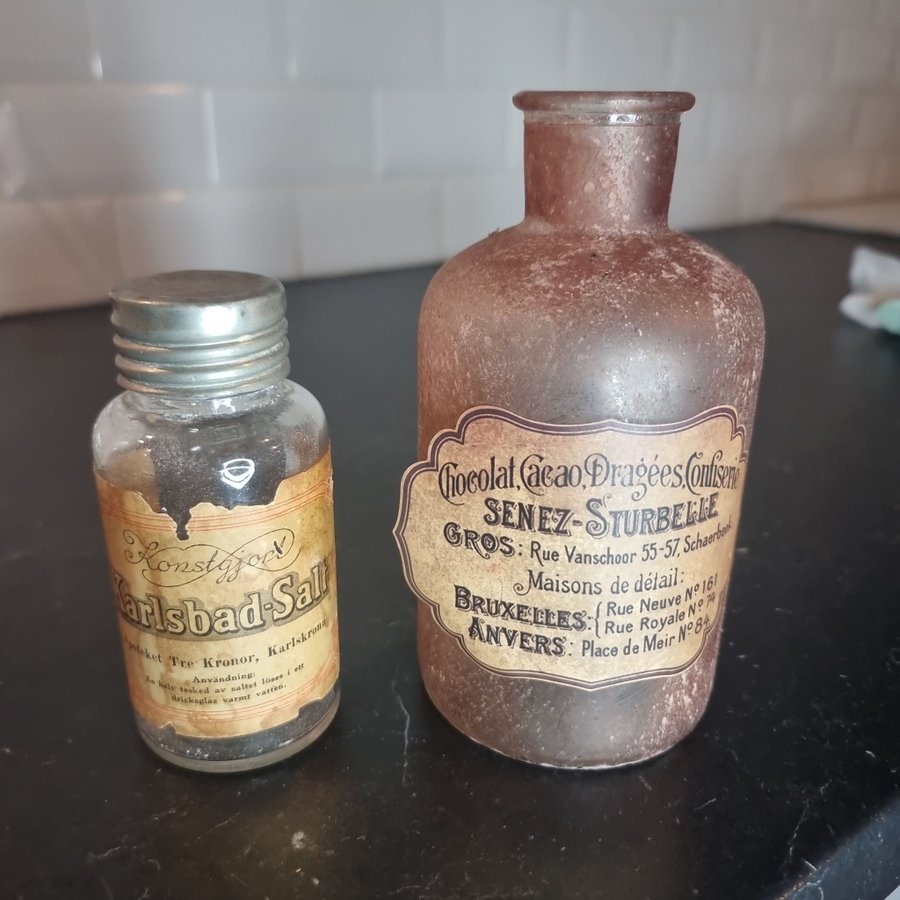 Konstgjort
Karlsbad-Salt
Apoteket Tre Kronor, Karlskrona
Användning:
En halv tesked av saltet löses i ett
dricksglas varmt vatten.
Chocolat, Cacao, Dragées, Confiserie
SENEZ-STURBELLE
GROS: Rue Vanschoor 55-57, Schaerbeek
Maisons de détail:
BRUXELLES: { Rue Neuve Nº 161
Rue Royale Nº 74
ANVERS: Place de Meir Nº 84